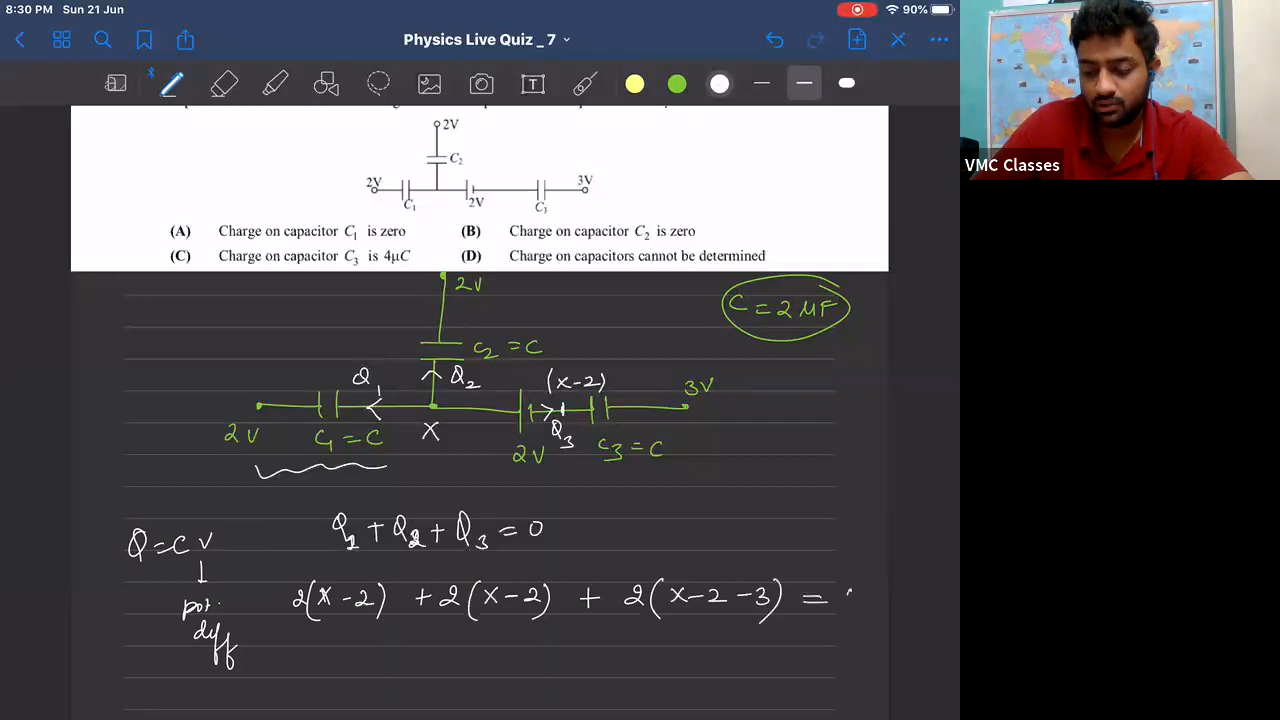 8:30 PM Sun 21 Jun
90%
Physics Live Quiz _ 7
VMC Classes
2V
C2
2V
C1
2V
C3
3V
(A) Charge on capacitor C1 is zero
(B) Charge on capacitor C2 is zero
(C) Charge on capacitor C3 is 4μC
(D) Charge on capacitors cannot be determined
2V
C = 2 μF
C2 = C
Q1
Q2
(x-2)
3V
2V
C1 = C
X
2V
Q3
C3 = C
Q = CV
pot.
diff
Q1 + Q2 + Q3 = 0
2(x-2) + 2(x-2) + 2(x-2-3) =